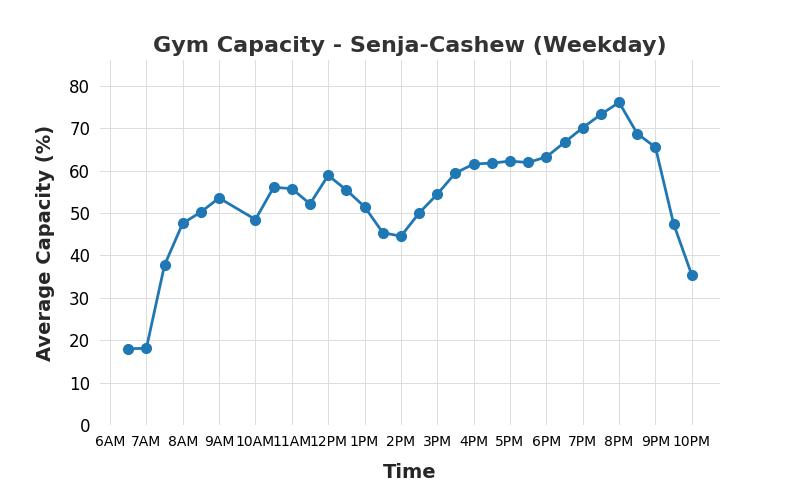 Gym Capacity - Senja-Cashew (Weekday)
Average Capacity (%)
80
70
60
50
40
30
20
10
0
6AM 7AM 8AM 9AM 10AM 11AM 12PM 1PM 2PM 3PM 4PM 5PM 6PM 7PM 8PM 9PM 10PM
Time